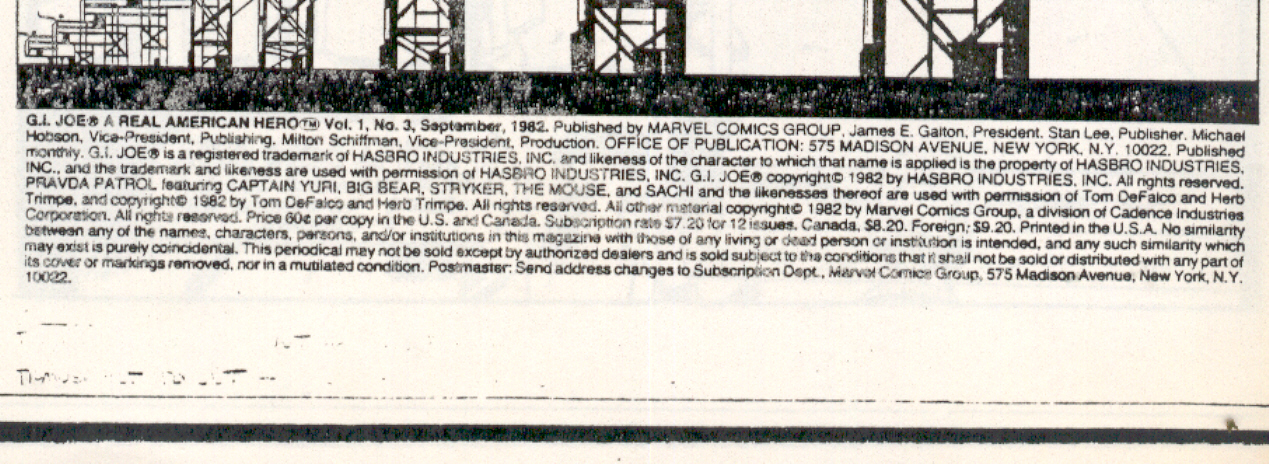 G.I. JOE® A REAL AMERICAN HERO™ Vol. 1, No. 3, September, 1982. Published by MARVEL COMICS GROUP, James E. Galton, President. Stan Lee, Publisher. Michael
Hobson, Vice-President, Publishing. Milton Schiffman, Vice-President, Production. OFFICE OF PUBLICATION: 575 MADISON AVENUE, NEW YORK, N.Y. 10022. Published
monthly. G.I. JOE® is a registered trademark of HASBRO INDUSTRIES, INC. and likeness of the character to which that name is applied is the property of HASBRO INDUSTRIES,
INC., and the trademark and likeness are used with permission of HASBRO INDUSTRIES, INC. G.I. JOE® copyright© 1982 by HASBRO INDUSTRIES, INC. All rights reserved.
PRAVDA PATROL featuring CAPTAIN YURI, BIG BEAR, STRYKER, THE MOUSE, and SACHI and the likenesses thereof are used with permission of Tom DeFalco and Herb
Trimpe, and copyright© 1982 by Tom DeFalco and Herb Trimpe. All rights reserved. All other material copyright© 1982 by Marvel Comics Group, a division of Cadence Industries
Corporation. All rights reserved. Price 60¢ per copy in the U.S. and Canada. Subscription rate $7.20 for 12 issues. Canada, $8.20. Foreign; $9.20. Printed in the U.S.A. No similarity
between any of the names, characters, persons, and/or institutions in this magazine with those of any living or dead person or institution is intended, and any such similarity which
may exist is purely coincidental. This periodical may not be sold except by authorized dealers and is sold subject to the conditions that it shall not be sold or distributed with any part of
its cover or markings removed, nor in a mutilated condition. Postmaster: Send address changes to Subscription Dept., Marvel Comics Group, 575 Madison Avenue, New York, N.Y.
10022.